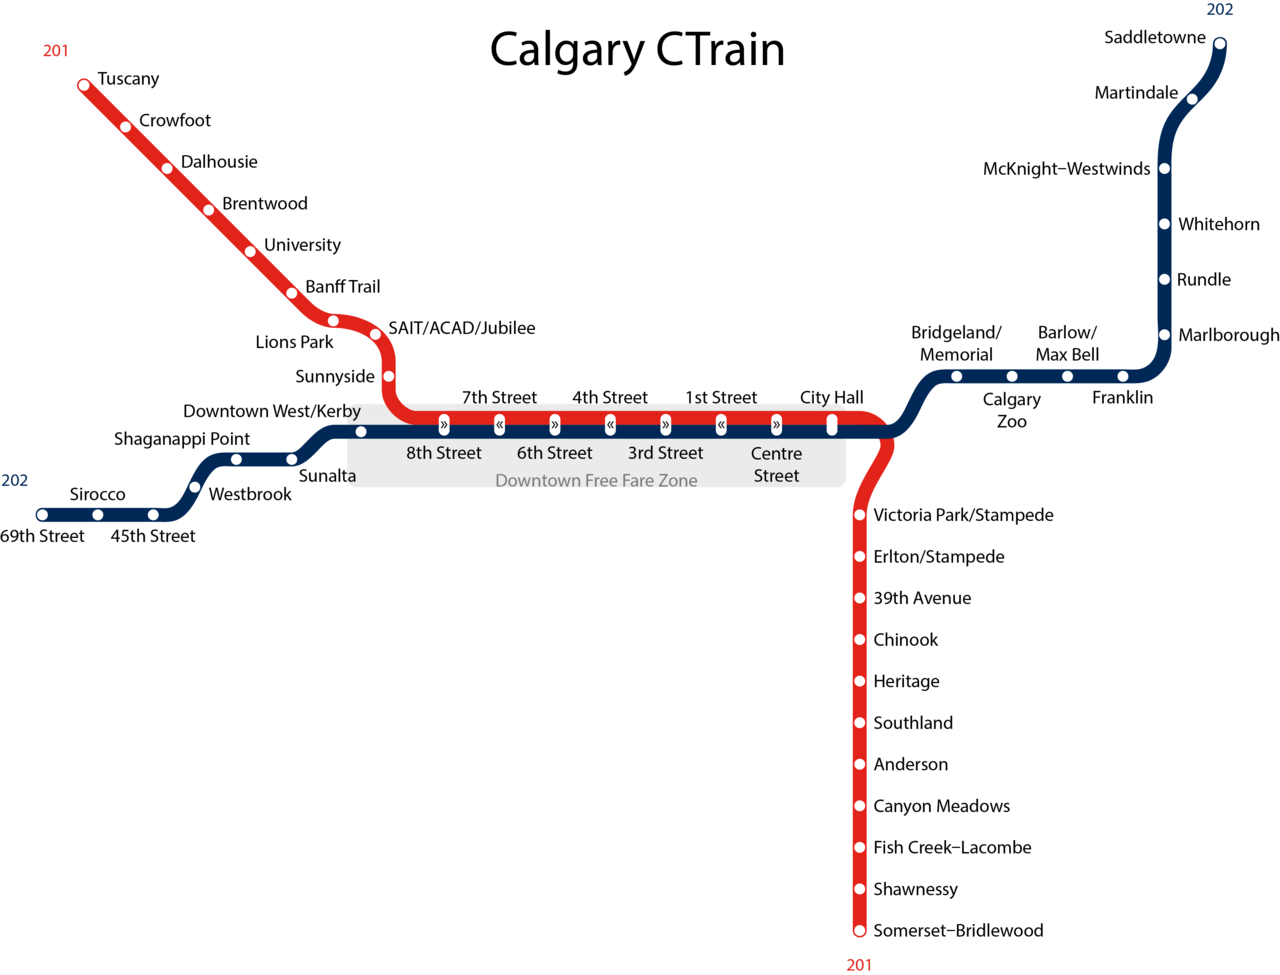 Calgary CTrain
202
Saddletowne
201
Tuscany
Martindale
Crowfoot
Dalhousie
McKnight–Westwinds
Brentwood
Whitehorn
University
Rundle
Banff Trail
SAIT/ACAD/Jubilee
Lions Park
Bridgeland/
Memorial
Barlow/
Max Bell
Marlborough
Sunnyside
Calgary
Zoo
Franklin
7th Street
4th Street
1st Street
City Hall
Downtown West/Kerby
» « » « » « »
Shaganappi Point
8th Street
6th Street
3rd Street
Centre
Street
Sunalta
Downtown Free Fare Zone
202
Sirocco
Westbrook
69th Street
45th Street
Victoria Park/Stampede
Erlton/Stampede
39th Avenue
Chinook
Heritage
Southland
Anderson
Canyon Meadows
Fish Creek–Lacombe
Shawnessy
Somerset–Bridlewood
201